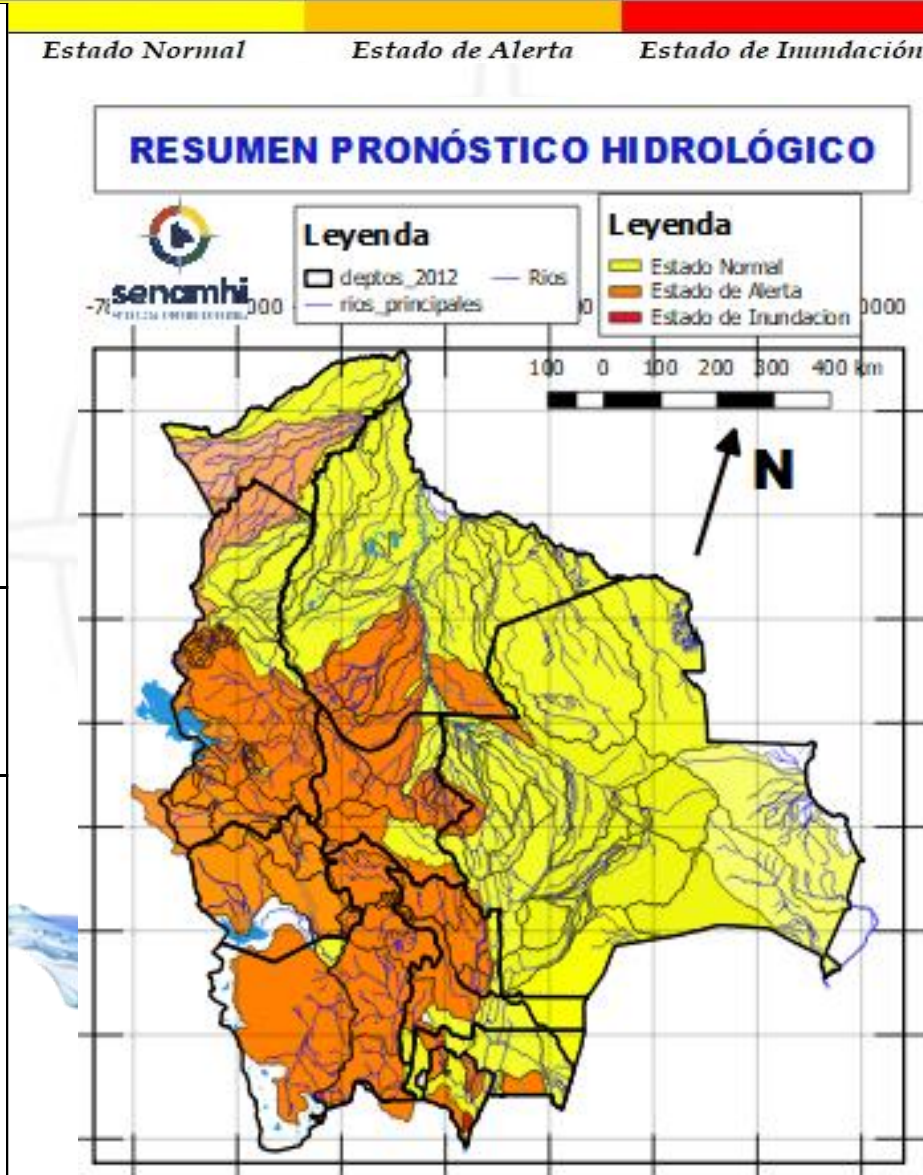 Estado Normal Estado de Alerta Estado de Inundación
RESUMEN PRONÓSTICO HIDROLÓGICO
senamhi
Leyenda
deptos_2012 Rios
rios_principales
Leyenda
Estado Normal
Estado de Alerta
Estado de Inundacion
100 0 100 200 300 400 km
N